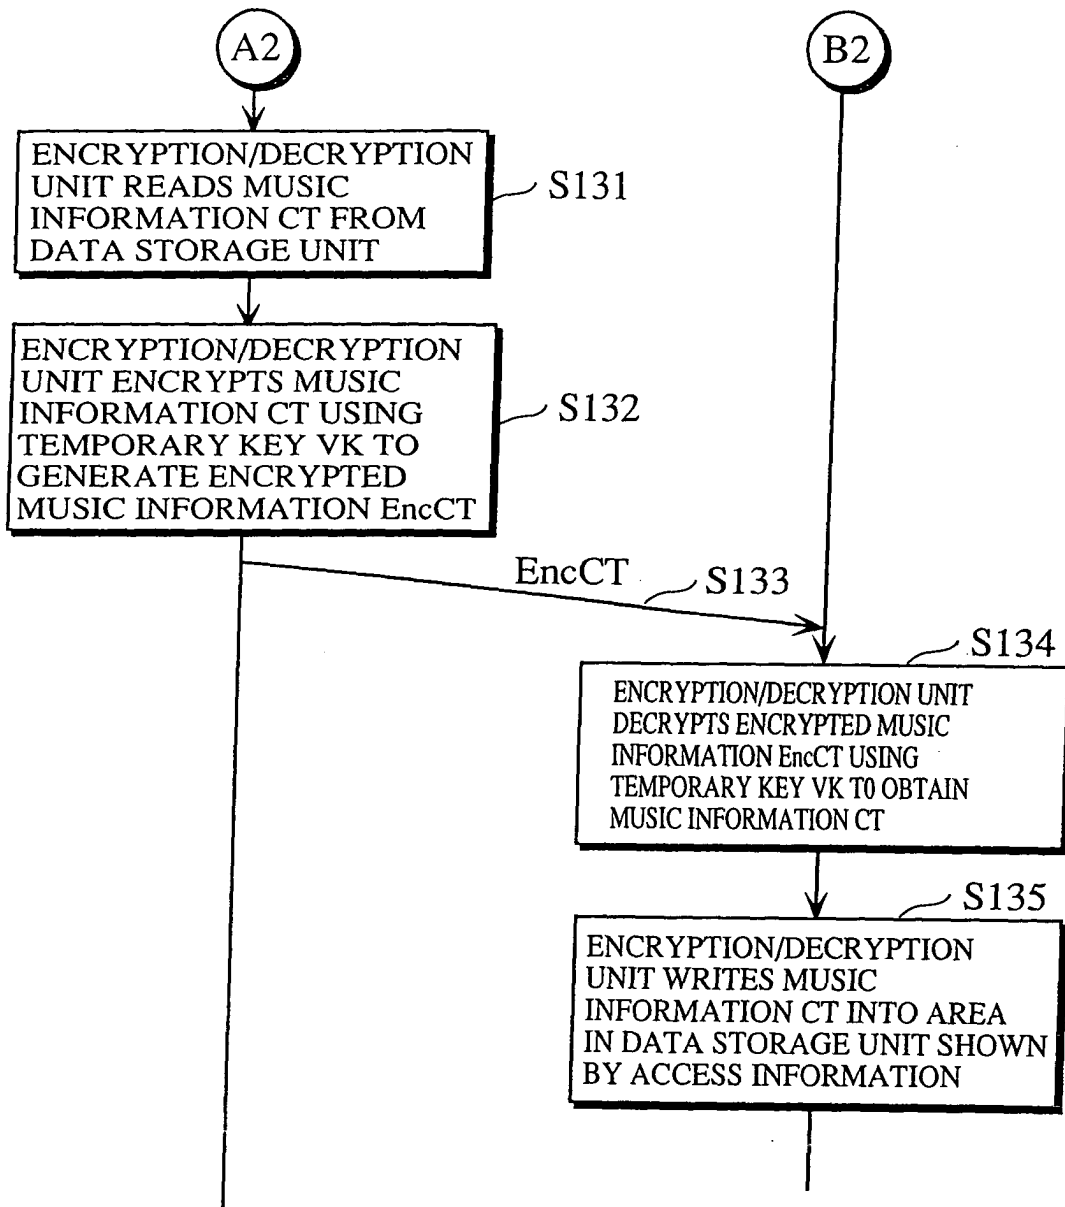 A2
B2
ENCRYPTION/DECRYPTION
UNIT READS MUSIC
INFORMATION CT FROM
DATA STORAGE UNIT
S131
ENCRYPTION/DECRYPTION
UNIT ENCRYPTS MUSIC
INFORMATION CT USING
TEMPORARY KEY VK TO
GENERATE ENCRYPTED
MUSIC INFORMATION EncCT
S132
EncCT
S133
S134
ENCRYPTION/DECRYPTION UNIT
DECRYPTS ENCRYPTED MUSIC
INFORMATION EncCT USING
TEMPORARY KEY VK T0 OBTAIN
MUSIC INFORMATION CT
S135
ENCRYPTION/DECRYPTION
UNIT WRITES MUSIC
INFORMATION CT INTO AREA
IN DATA STORAGE UNIT SHOWN
BY ACCESS INFORMATION